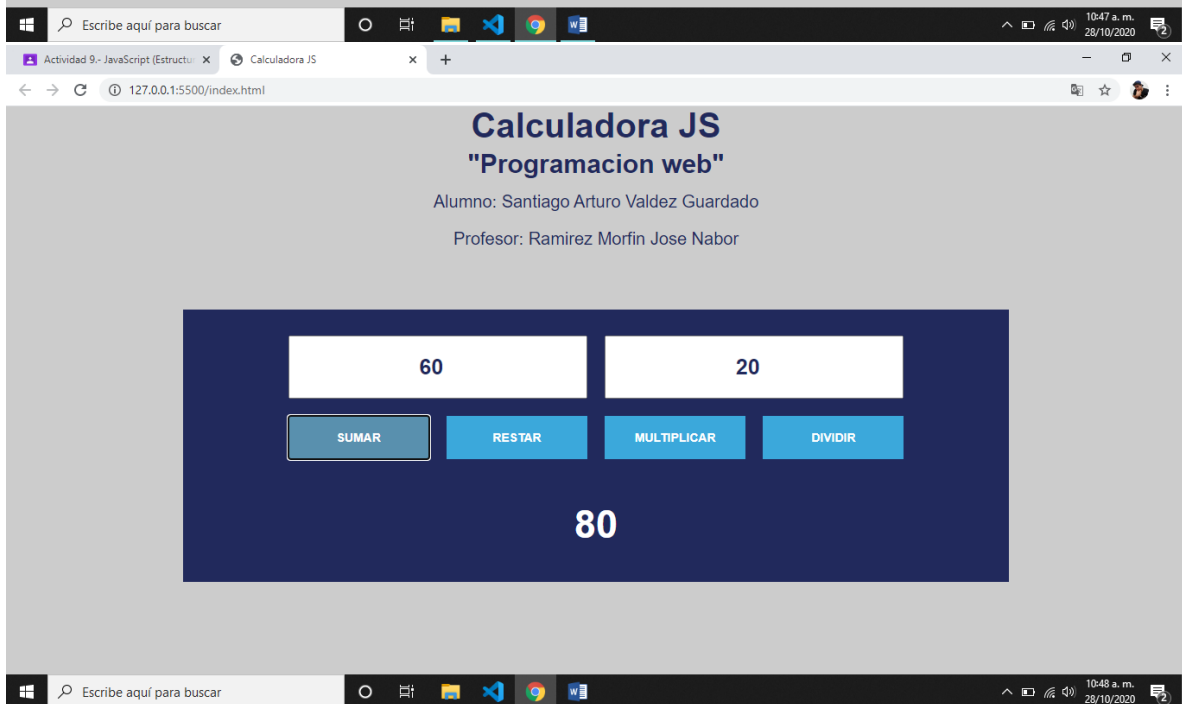 Escribe aquí para buscar
10:47 a. m.
28/10/2020
2
Actividad 9.- JavaScript (Estructu
Calculadora JS
127.0.0.1:5500/index.html
Calculadora JS
"Programacion web"
Alumno: Santiago Arturo Valdez Guardado
Profesor: Ramirez Morfin Jose Nabor
60 20
SUMAR RESTAR MULTIPLICAR DIVIDIR
80
Escribe aquí para buscar
10:48 a. m.
28/10/2020
2